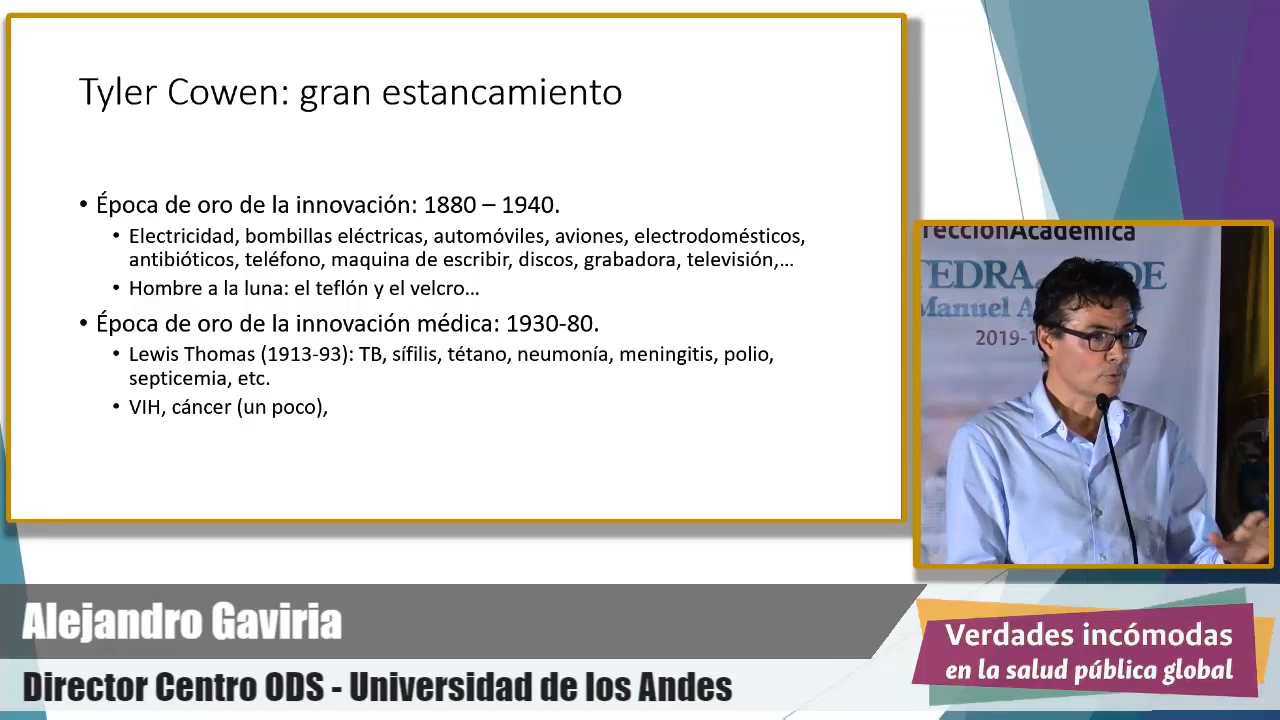 Tyler Cowen: gran estancamiento
• Época de oro de la innovación: 1880 – 1940.
• Electricidad, bombillas eléctricas, automóviles, aviones, electrodomésticos,
antibióticos, teléfono, maquina de escribir, discos, grabadora, televisión,...
• Hombre a la luna: el teflón y el velcro...
• Época de oro de la innovación médica: 1930-80.
• Lewis Thomas (1913-93): TB, sífilis, tétano, neumonía, meningitis, polio,
septicemia, etc.
• VIH, cáncer (un poco),
Manuel A
2019-1
Alejandro Gaviria
Director Centro ODS - Universidad de los Andes
Verdades incómodas
en la salud pública global